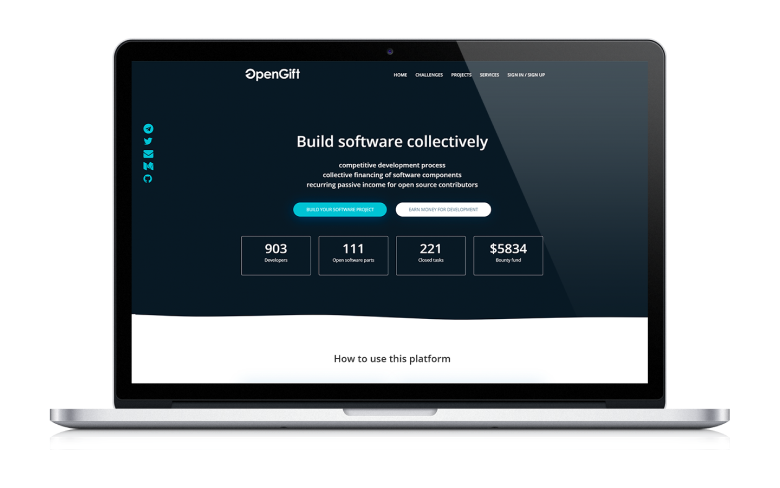 OpenGift
HOME CHALLENGES PROJECTS SERVICES SIGN IN / SIGN UP
Build software collectively
competitive development process
collective financing of software components
recurring passive income for open source contributors
BUILD YOUR SOFTWARE PROJECT
EARN MONEY FOR DEVELOPMENT
903
Developers
111
Open software parts
221
Closed tasks
$5834
Bounty fund
How to use this platform